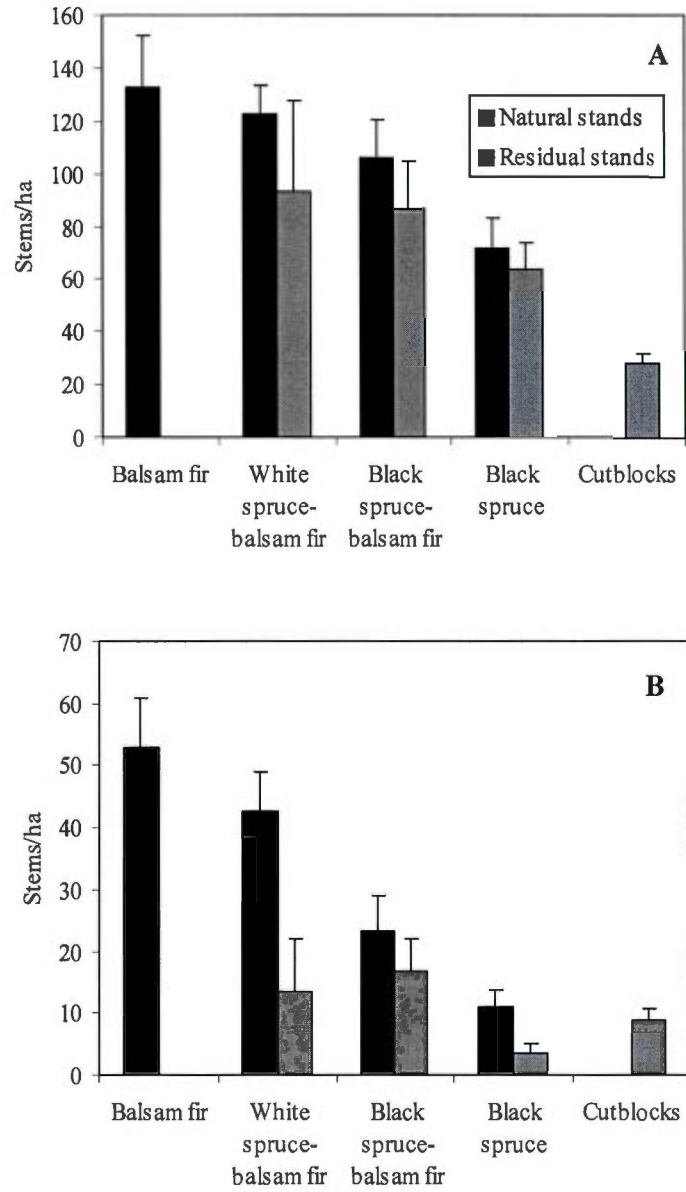 160
140
120
100
80
60
40
20
0
Stems/ha
A
Natural stands
Residual stands
Balsam fir
White spruce-balsam fir
Black spruce-balsam fir
Black spruce
Cutblocks
70
60
50
40
30
20
10
0
Stems/ha
B
Balsam fir
White spruce-balsam fir
Black spruce-balsam fir
Black spruce
Cutblocks